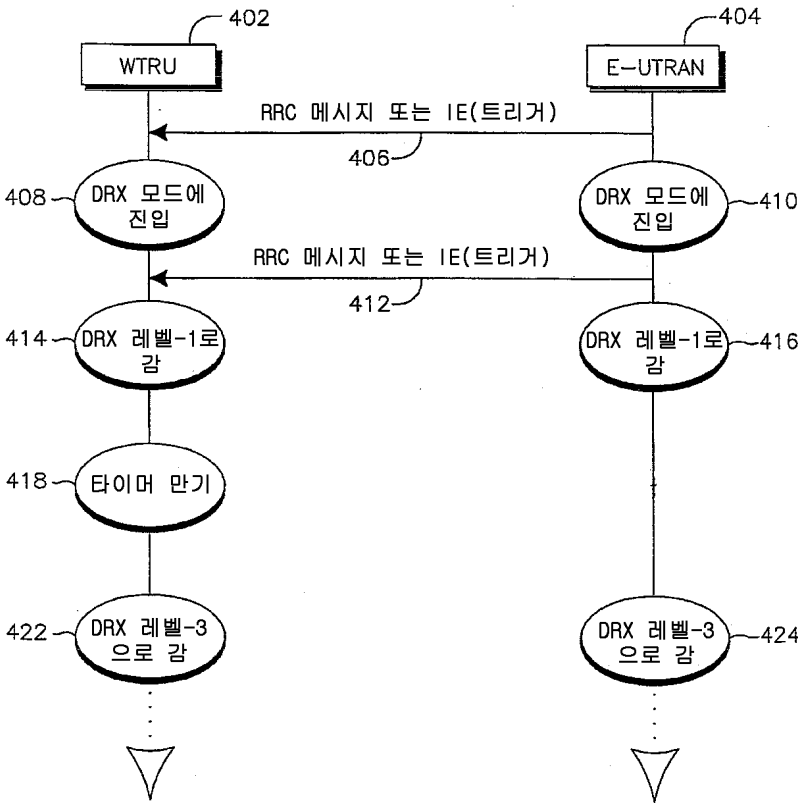 402
404
WTRU
E-UTRAN
RRC 메시지 또는 IE(트리거)
406
408
DRX 모드에
진입
DRX 모드에
진입
410
RRC 메시지 또는 IE(트리거)
412
414
DRX 레벨-1로
감
DRX 레벨-1로
감
416
418
타이머 만기
422
DRX 레벨-3
으로 감
DRX 레벨-3
으로 감
424